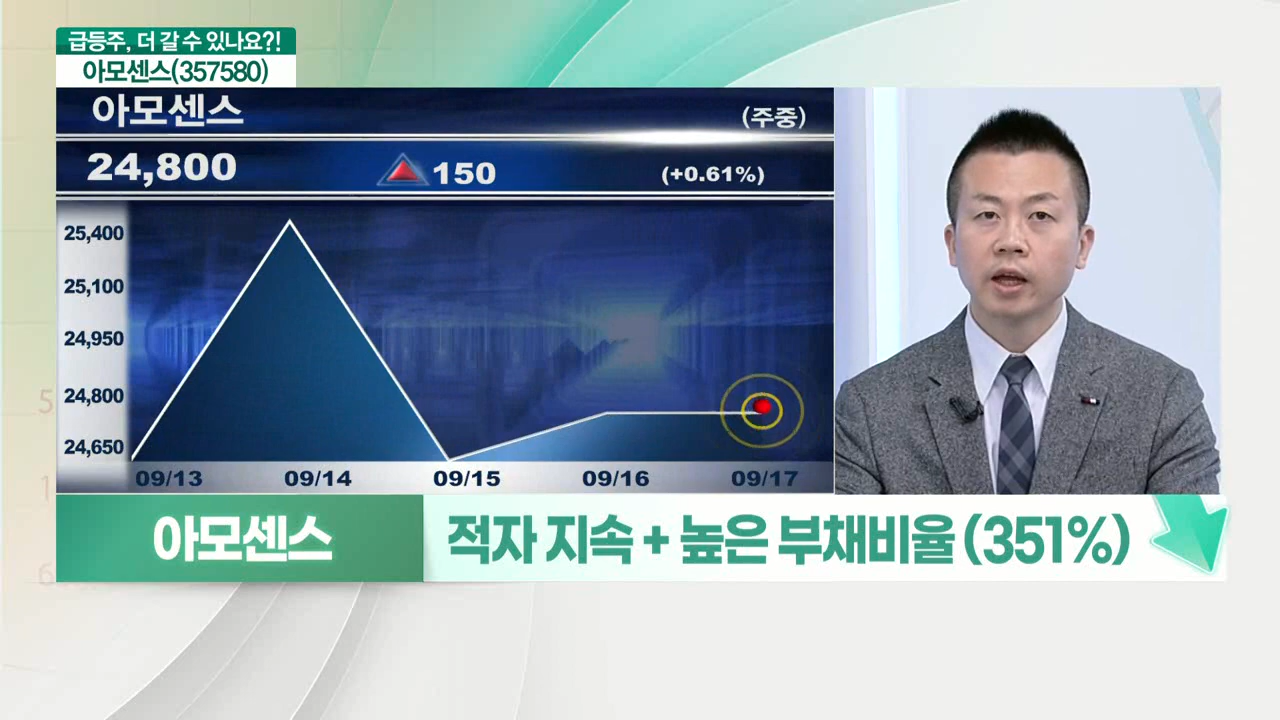 급등주, 더 갈 수 있나요?!
아모센스(357580)
아모센스
(주중)
24,800
150
(+0.61%)
25,400
25,100
24,950
24,800
24,650
09/13
09/14
09/15
09/16
09/17
아모센스
적자 지속 + 높은 부채비율 (351%)
5
1
6